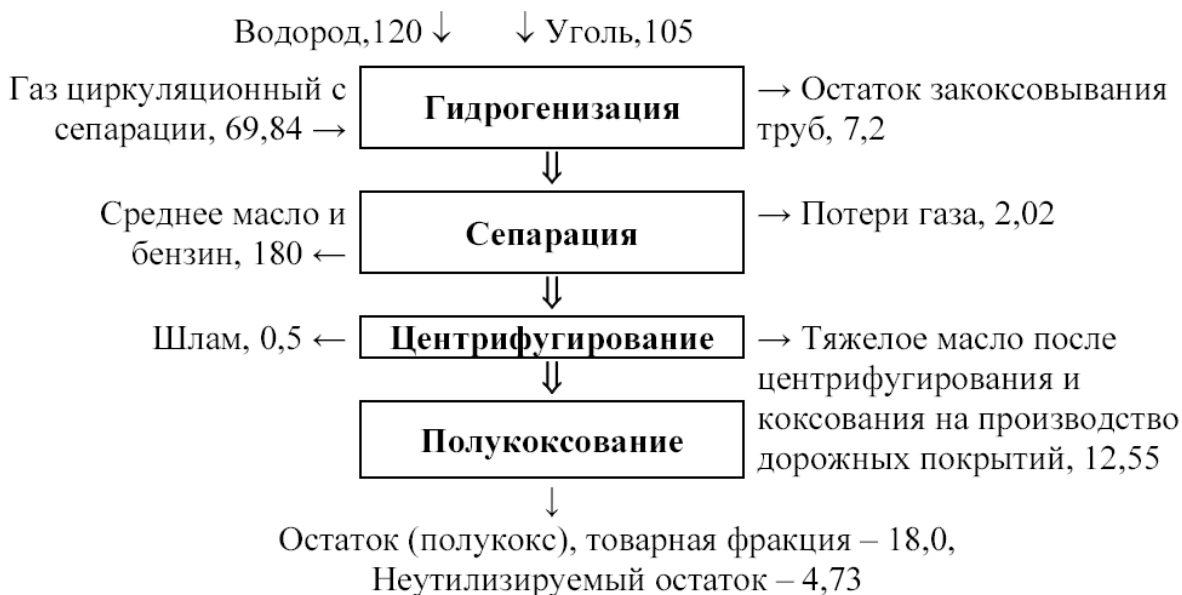 Водород,120 ↓ ↓ Уголь,105
Газ циркуляционный с
сепарации, 69,84 →
Гидрогенизация
→ Остаток закоксовывания
труб, 7,2
Среднее масло и
бензин, 180 ←
Сепарация
→ Потери газа, 2,02
Шлам, 0,5 ←
Центрифугирование
→ Тяжелое масло после
центрифугирования и
коксования на производство
дорожных покрытий, 12,55
Полукоксование
Остаток (полукокс), товарная фракция – 18,0,
Неутилизируемый остаток – 4,73